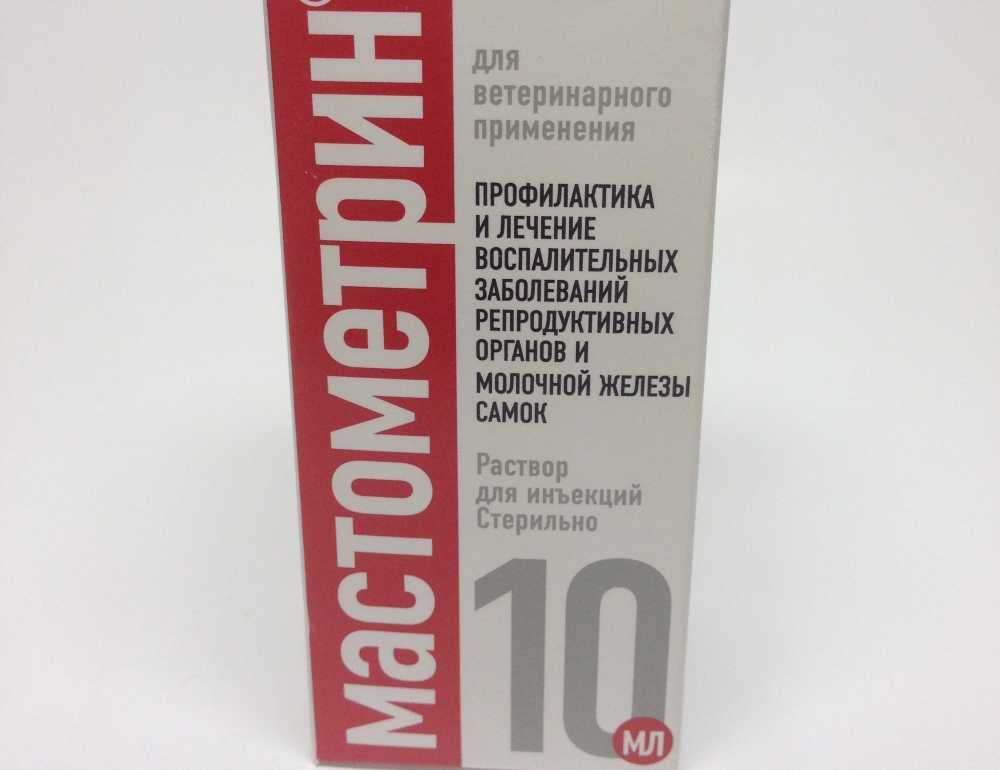 мастометрин®
для
ветеринарного
применения
ПРОФИЛАКТИКА
И ЛЕЧЕНИЕ
ВОСПАЛИТЕЛЬНЫХ
ЗАБОЛЕВАНИЙ
РЕПРОДУКТИВНЫХ
ОРГАНОВ И
МОЛОЧНОЙ ЖЕЛЕЗЫ
САМОК
Раствор
для инъекций
Стерильно
10
МЛ